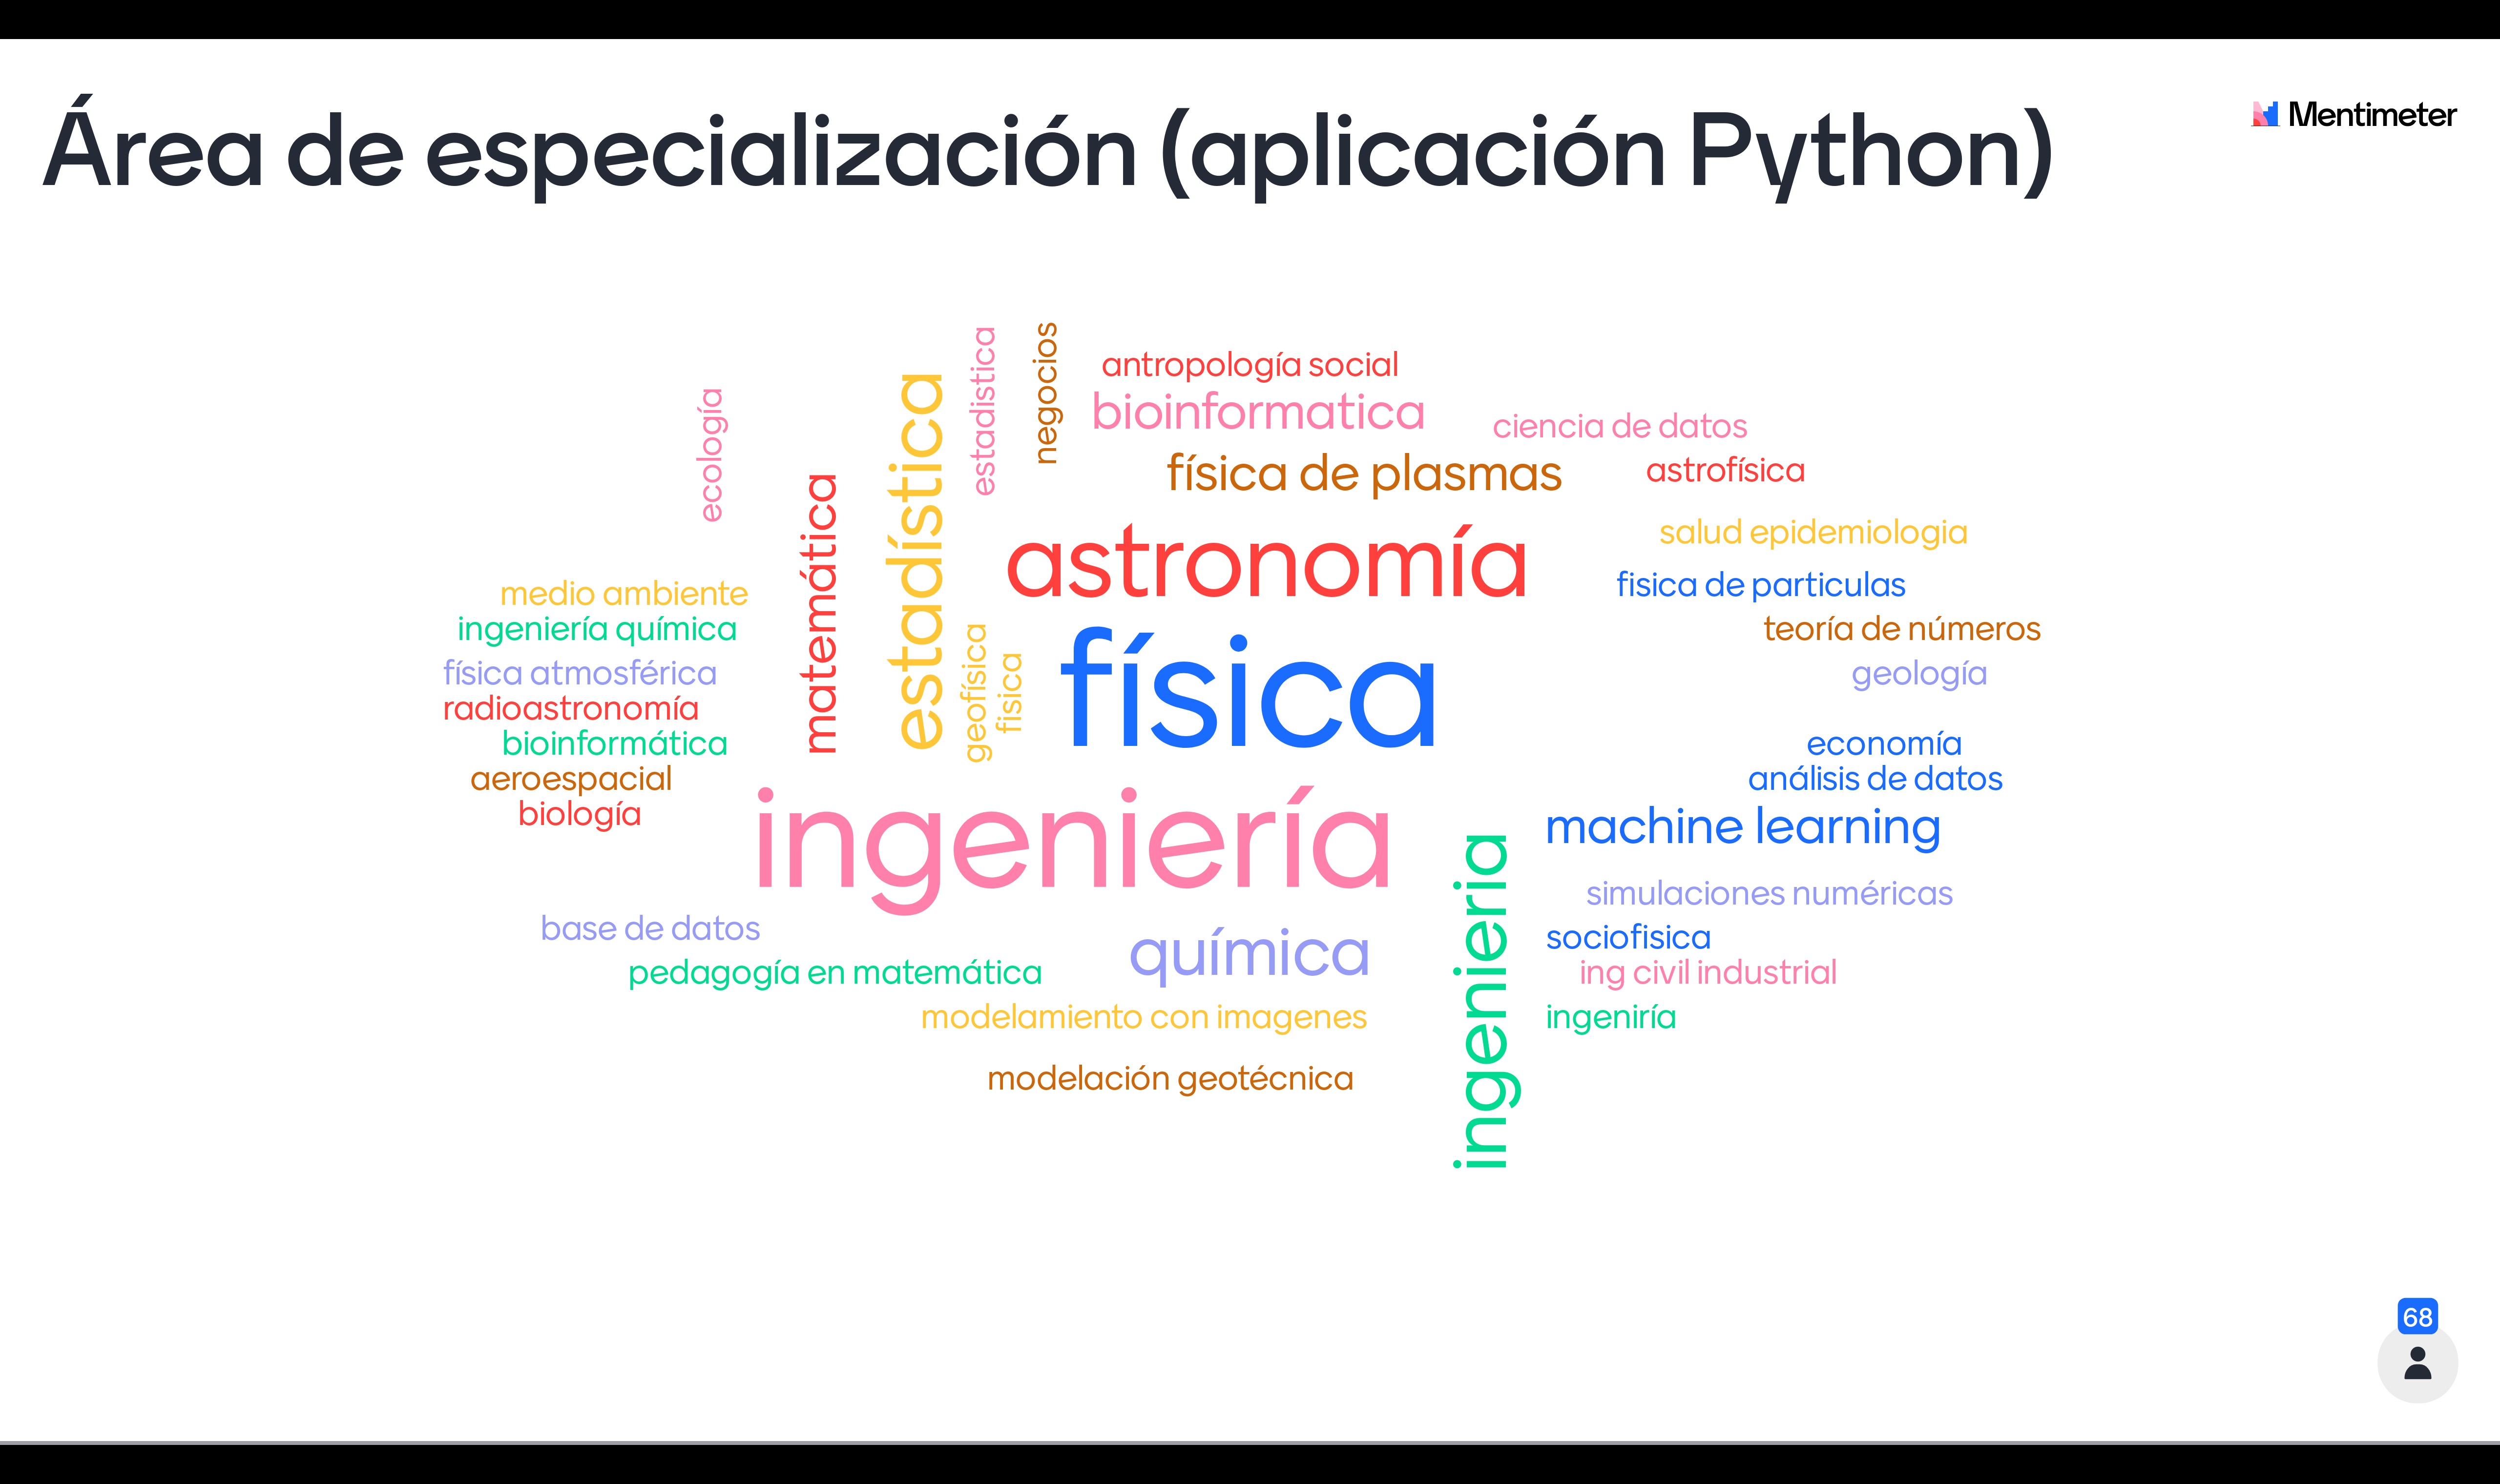 Área de especialización (aplicación Python)
Mentimeter
negocios
estadistica
antropología social
estadística
ecología
bioinformatica
ciencia de datos
física de plasmas
astrofísica
matemática
salud epidemiologia
astronomía
medio ambiente
fisica de particulas
ingeniería química
teoría de números
geofísica
fisica
física
física atmosférica
geología
radioastronomía
bioinformática
economía
aeroespacial
análisis de datos
biología
ingeniería
machine learning
ingenieria
simulaciones numéricas
base de datos
sociofisica
química
pedagogía en matemática
ing civil industrial
modelamiento con imagenes
ingeniría
modelación geotécnica
68